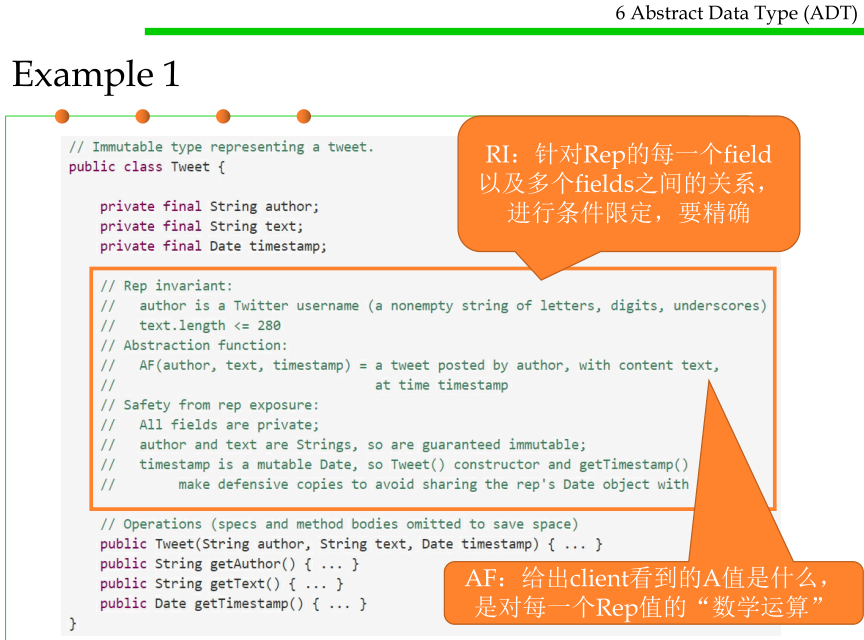 6 Abstract Data Type (ADT)
Example 1
// Immutable type representing a tweet.
public class Tweet {
private final String author;
private final String text;
private final Date timestamp;
RI：针对Rep的每一个field
以及多个fields之间的关系，
进行条件限定，要精确
// Rep invariant:
//   author is a Twitter username (a nonempty string of letters, digits, underscores)
//   text.length <= 280
// Abstraction function:
//   AF(author, text, timestamp) = a tweet posted by author, with content text,
//                                 at time timestamp
// Safety from rep exposure:
//   All fields are private;
//   author and text are Strings, so are guaranteed immutable;
//   timestamp is a mutable Date, so Tweet() constructor and getTimestamp()
//        make defensive copies to avoid sharing the rep's Date object with
// Operations (specs and method bodies omitted to save space)
public Tweet(String author, String text, Date timestamp) { ... }
public String getAuthor() { ... }
public String getText() { ... }
public Date getTimestamp() { ... }
}
AF：给出client看到的A值是什么，
是对每一个Rep值的“数学运算”